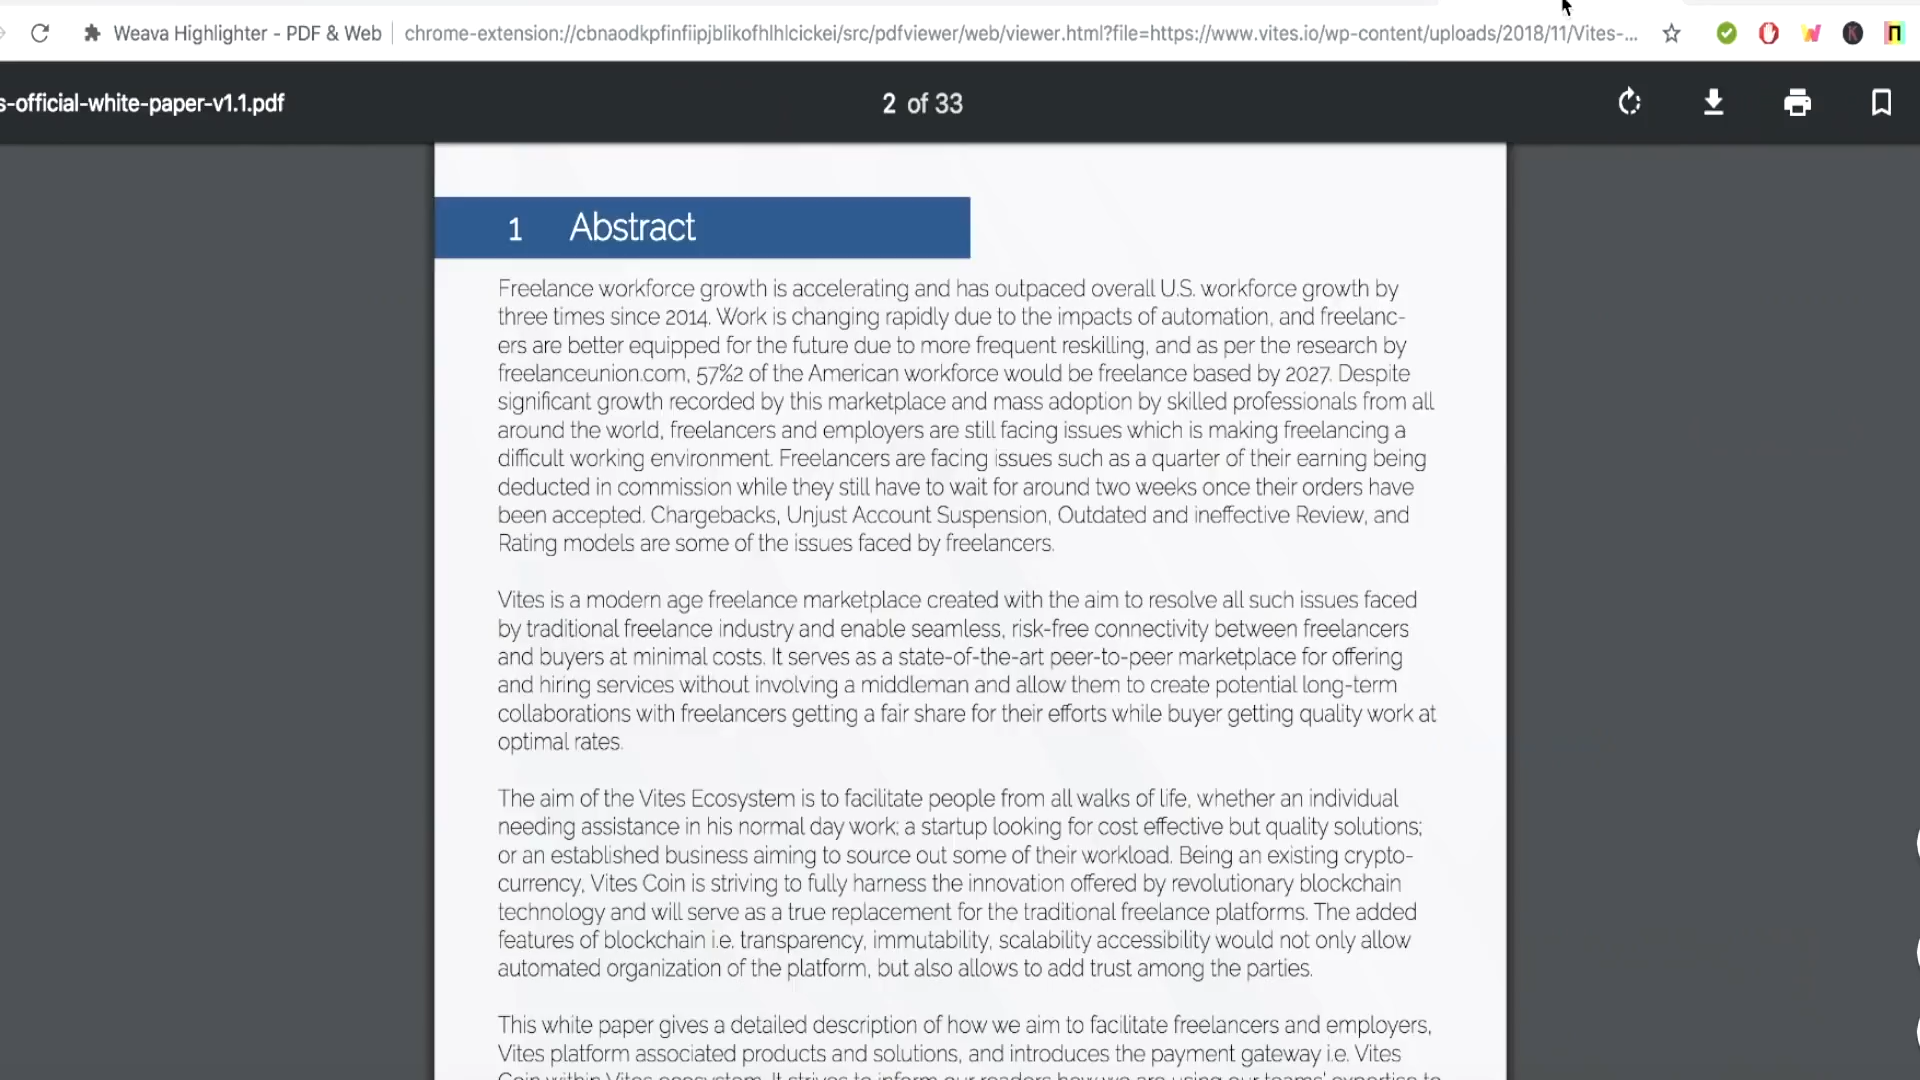 Weava Highlighter - PDF & Web
chrome-extension://cbnaodkpfinfiipjblikofhlhlcickei/src/pdfviewer/web/viewer.html?file=https://www.vites.io/wp-content/uploads/2018/11/Vites-...
s-official-white-paper-v1.1.pdf
2 of 33
1 Abstract
Freelance workforce growth is accelerating and has outpaced overall U.S. workforce growth by
three times since 2014. Work is changing rapidly due to the impacts of automation, and freelanc-
ers are better equipped for the future due to more frequent reskilling, and as per the research by
freelanceunion.com, 57%2 of the American workforce would be freelance based by 2027. Despite
significant growth recorded by this marketplace and mass adoption by skilled professionals from all
around the world, freelancers and employers are still facing issues which is making freelancing a
difficult working environment. Freelancers are facing issues such as a quarter of their earning being
deducted in commission while they still have to wait for around two weeks once their orders have
been accepted. Chargebacks, Unjust Account Suspension, Outdated and ineffective Review, and
Rating models are some of the issues faced by freelancers.
Vites is a modern age freelance marketplace created with the aim to resolve all such issues faced
by traditional freelance industry and enable seamless, risk-free connectivity between freelancers
and buyers at minimal costs. It serves as a state-of-the-art peer-to-peer marketplace for offering
and hiring services without involving a middleman and allow them to create potential long-term
collaborations with freelancers getting a fair share for their efforts while buyer getting quality work at
optimal rates.
The aim of the Vites Ecosystem is to facilitate people from all walks of life, whether an individual
needing assistance in his normal day work; a startup looking for cost effective but quality solutions;
or an established business aiming to source out some of their workload. Being an existing crypto-
currency, Vites Coin is striving to fully harness the innovation offered by revolutionary blockchain
technology and will serve as a true replacement for the traditional freelance platforms. The added
features of blockchain i.e. transparency, immutability, scalability accessibility would not only allow
automated organization of the platform, but also allows to add trust among the parties.
This white paper gives a detailed description of how we aim to facilitate freelancers and employers,
Vites platform associated products and solutions, and introduces the payment gateway i.e. Vites
Coin within Vites ecosystem. It strives to inform our readers how we are using our teams' expertise to